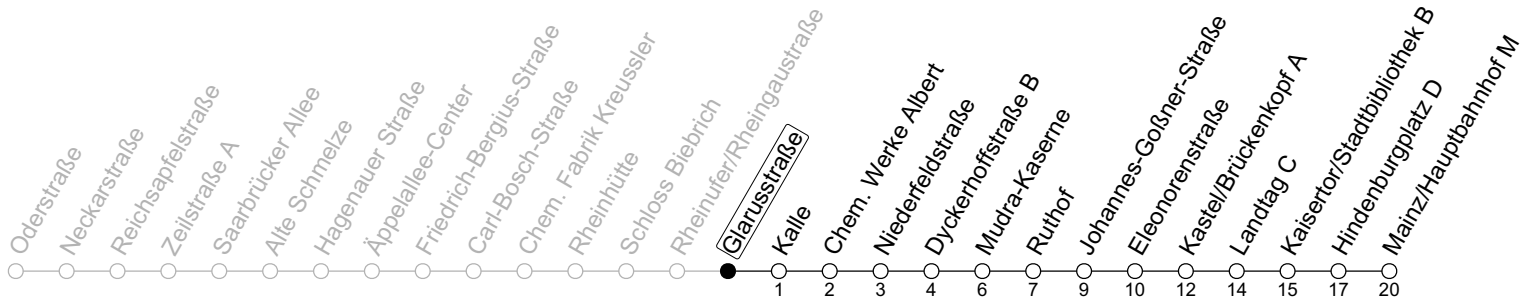 Oderstraße
Neckarstraße
Reichsapfelstraße
Zeilstraße A
Saarbrücker Allee
Alte Schmelze
Hagenauer Straße
Äppelallee-Center
Friedrich-Bergius-Straße
Carl-Bosch-Straße
Chem. Fabrik Kreussler
Rheinhütte
Schloss Biebrich
Rheinufer/Rheingaustraße
Glarusstraße
Kalle
Chem. Werke Albert
Niederfeldstraße
Dyckerhoffstraße B
Mudra-Kaserne
Ruthof
Johannes-Goßner-Straße
Eleonorenstraße
Kastel/Brückenkopf A
Landtag C
Kaisertor/Stadtbibliothek B
Hindenburgplatz D
Mainz/Hauptbahnhof M
1 2 3 4 6 7 9 10 12 14 15 17 20